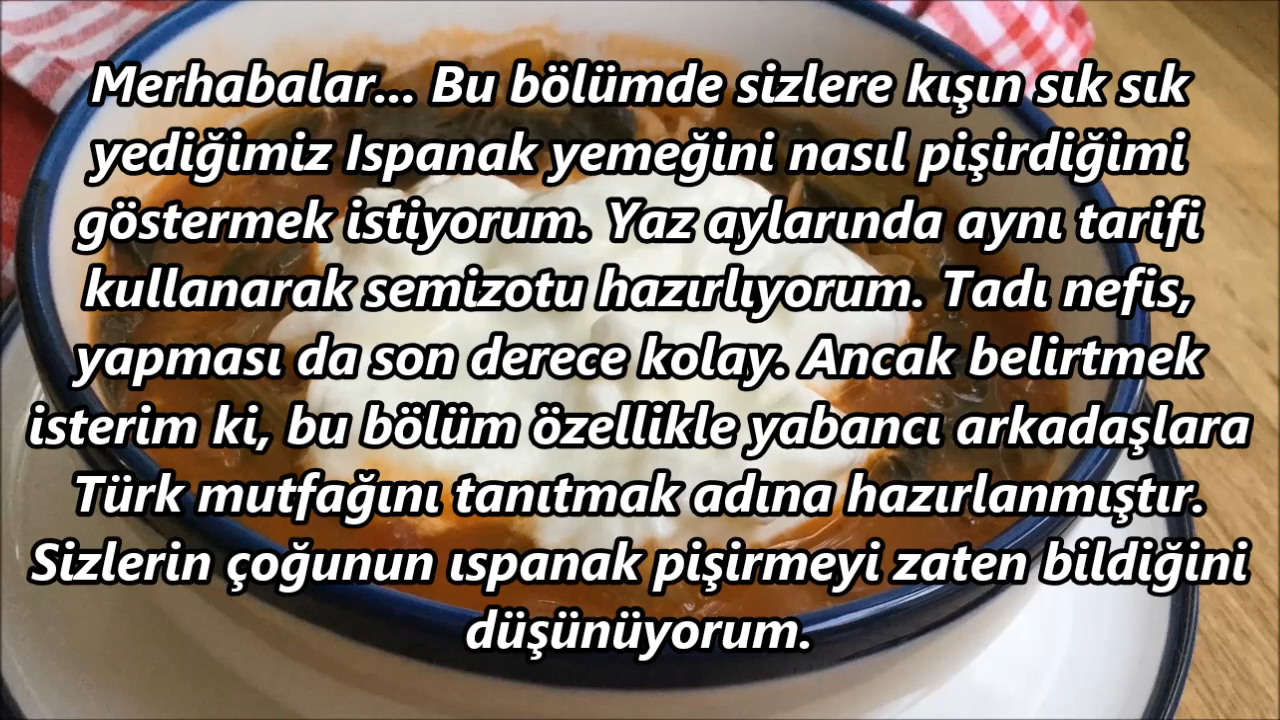 Merhabalar... Bu bölümde sizlere kışın sık sık
yediğimiz Ispanak yemeğini nasıl pişirdiğimi
göstermek istiyorum. Yaz aylarında aynı tarifi
kullanarak semizotu hazırlıyorum. Tadı nefis,
yapması da son derece kolay. Ancak belirtmek
isterim ki, bu bölüm özellikle yabancı arkadaşlara
Türk mutfağını tanıtmak adına hazırlanmıştır.
Sizlerin çoğunun ıspanak pişirmeyi zaten bildiğini
düşünüyorum.